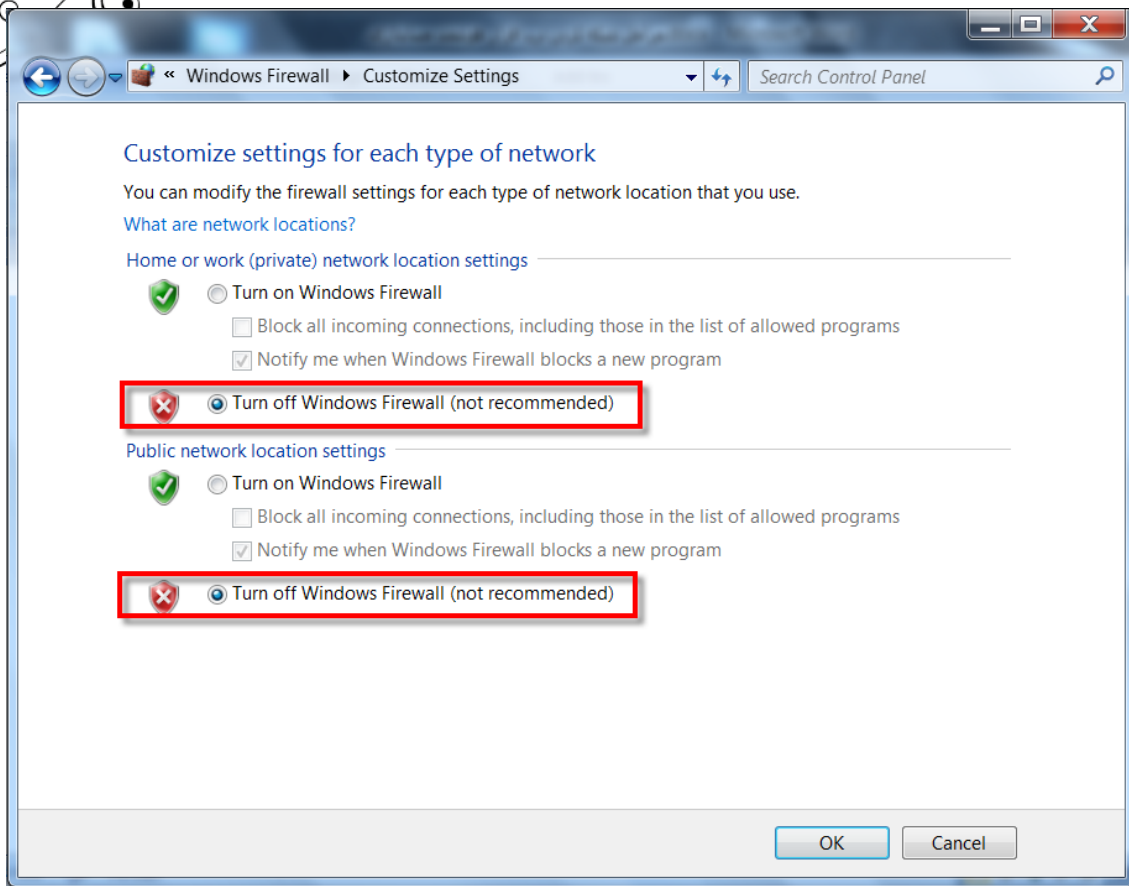 « Windows Firewall ▸ Customize Settings
Search Control Panel
Customize settings for each type of network
You can modify the firewall settings for each type of network location that you use.
What are network locations?
Home or work (private) network location settings
Turn on Windows Firewall
Block all incoming connections, including those in the list of allowed programs
Notify me when Windows Firewall blocks a new program
Turn off Windows Firewall (not recommended)
Public network location settings
Turn on Windows Firewall
Block all incoming connections, including those in the list of allowed programs
Notify me when Windows Firewall blocks a new program
Turn off Windows Firewall (not recommended)
OK Cancel